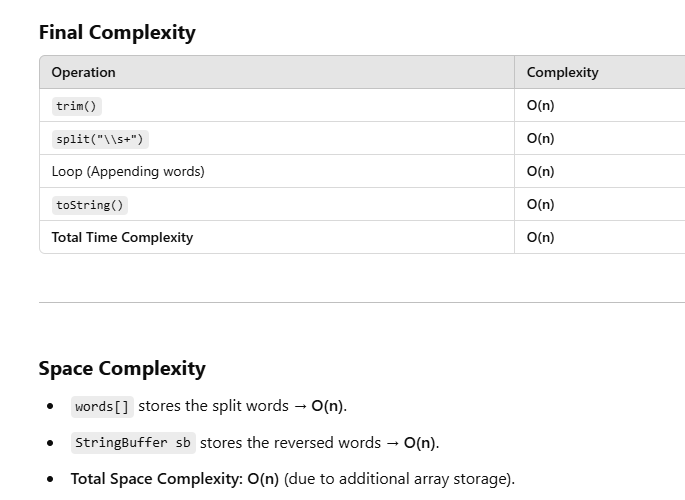 Final Complexity
Operation Complexity
trim() O(n)
split("\\s+") O(n)
Loop (Appending words) O(n)
toString() O(n)
Total Time Complexity O(n)
Space Complexity
• words[] stores the split words → O(n).
• StringBuffer sb stores the reversed words → O(n).
• Total Space Complexity: O(n) (due to additional array storage).